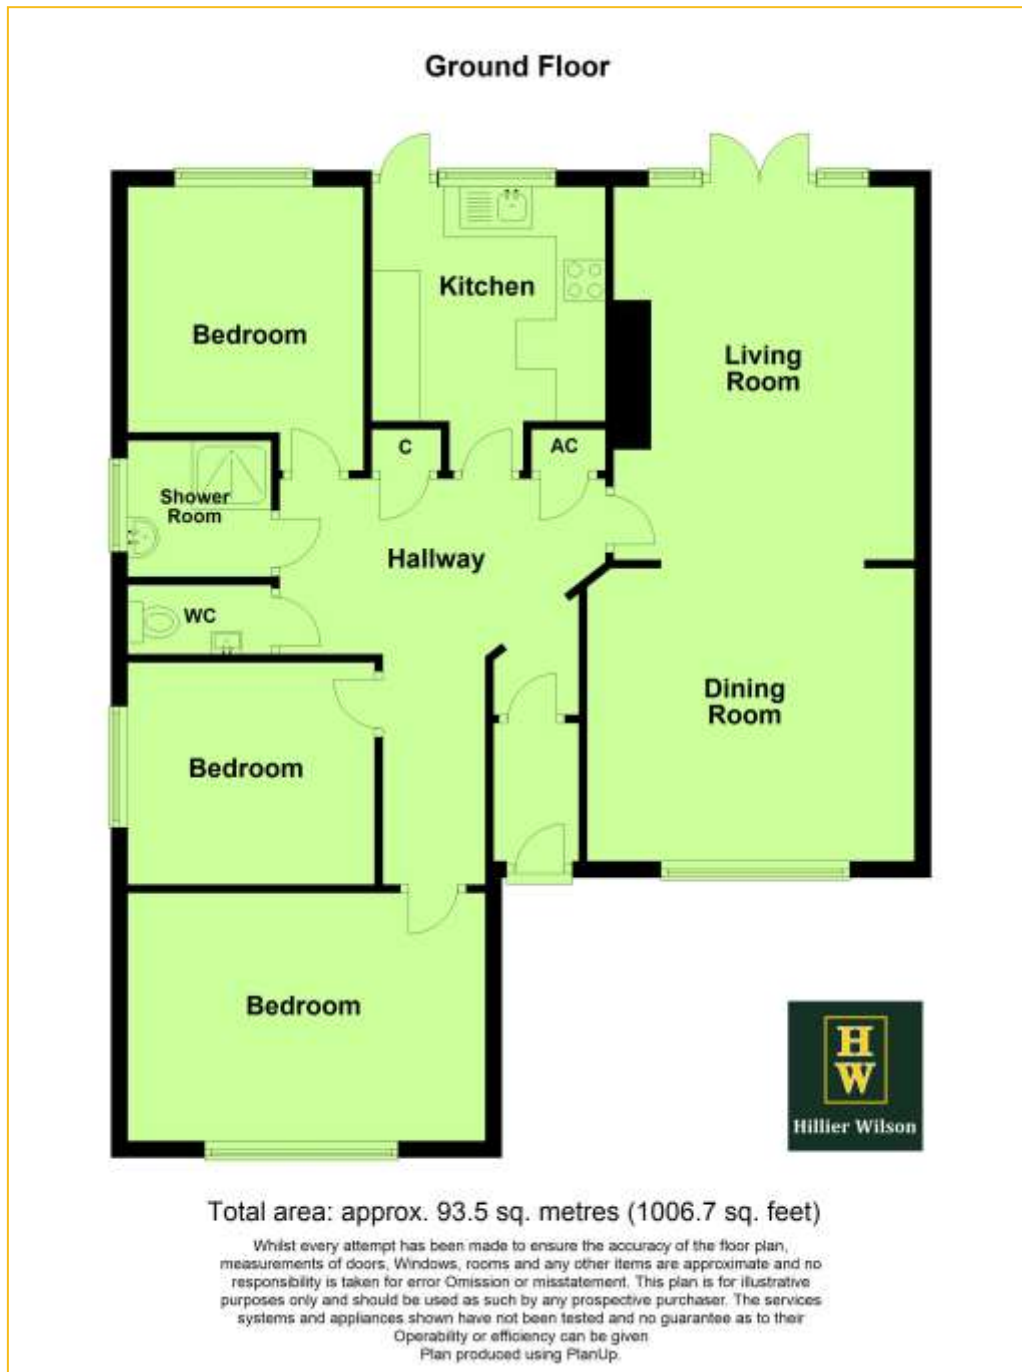 Ground Floor
Bedroom
Kitchen
Living
Room
C
AC
Shower
Room
Hallway
WC
Dining
Room
Bedroom
Bedroom
H
W
Hillier Wilson
Total area: approx. 93.5 sq. metres (1006.7 sq. feet)
Whilst every attempt has been made to ensure the accuracy of the floor plan,
measurements of doors, Windows, rooms and any other items are approximate and no
responsibility is taken for error Omission or misstatement. This plan is for illustrative
purposes only and should be used as such by any prospective purchaser. The services
systems and appliances shown have not been tested and no guarantee as to their
Operability or efficiency can be given
Plan produced using PlanUp.